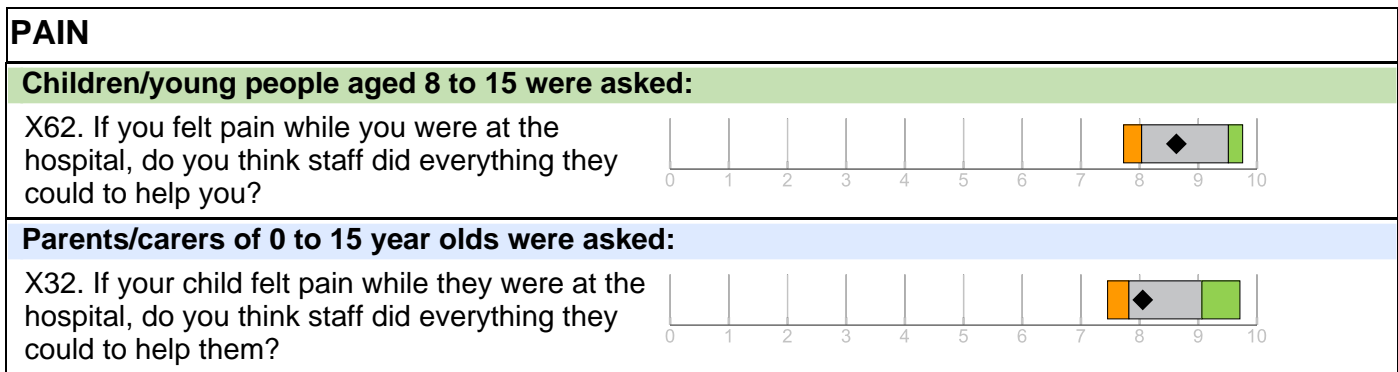 PAIN
Children/young people aged 8 to 15 were asked:
X62. If you felt pain while you were at the
hospital, do you think staff did everything they
could to help you?
0 1 2 3 4 5 6 7 8 9 10
Parents/carers of 0 to 15 year olds were asked:
X32. If your child felt pain while they were at the
hospital, do you think staff did everything they
could to help them?
0 1 2 3 4 5 6 7 8 9 10